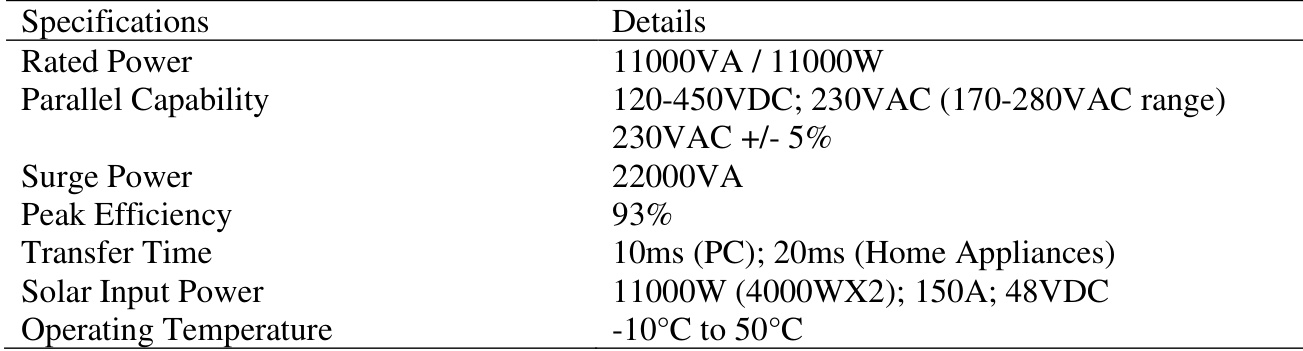 Specifications Details
Rated Power 11000VA / 11000W
Parallel Capability 120-450VDC; 230VAC (170-280VAC range)
230VAC +/- 5%
Surge Power 22000VA
Peak Efficiency 93%
Transfer Time 10ms (PC); 20ms (Home Appliances)
Solar Input Power 11000W (4000WX2); 150A; 48VDC
Operating Temperature -10°C to 50°C